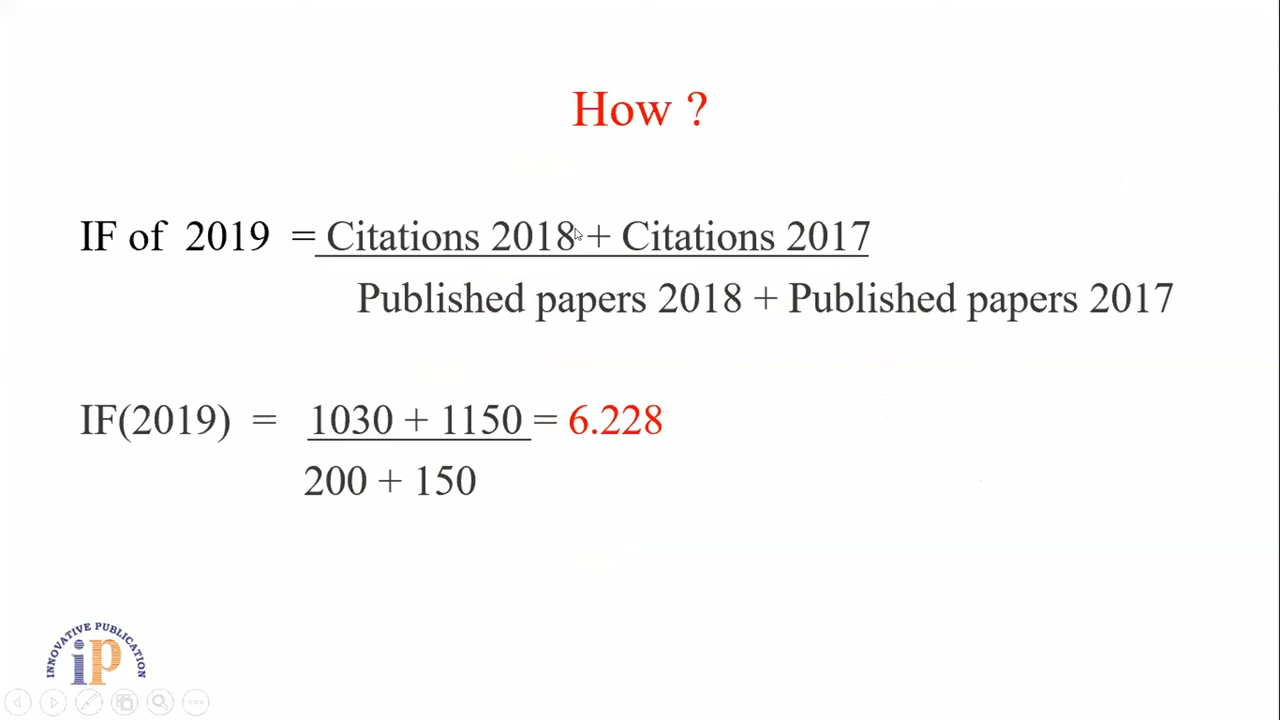 How ?
IF of 2019 = Citations 2018 + Citations 2017
Published papers 2018 + Published papers 2017
IF(2019) = 1030 + 1150 = 6.228
200 + 150
INNOVATIVE PUBLICATION
iP